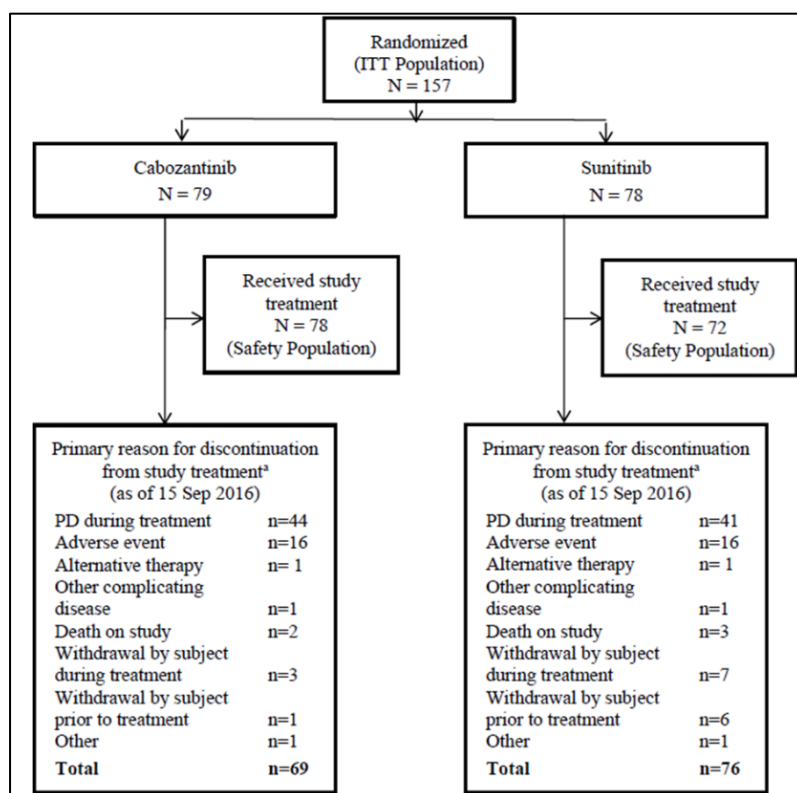 Randomized
(ITT Population)
N = 157
Cabozantinib
N = 79
Sunitinib
N = 78
Received study
treatment
N = 78
(Safety Population)
Received study
treatment
N = 72
(Safety Population)
Primary reason for discontinuation
from study treatmentᵃ
(as of 15 Sep 2016)
PD during treatment n=44
Adverse event n=16
Alternative therapy n= 1
Other complicating
disease n=1
Death on study n=2
Withdrawal by subject
during treatment n=3
Withdrawal by subject
prior to treatment n=1
Other n=1
Total n=69
Primary reason for discontinuation
from study treatmentᵃ
(as of 15 Sep 2016)
PD during treatment n=41
Adverse event n=16
Alternative therapy n= 1
Other complicating
disease n=1
Death on study n=3
Withdrawal by subject
during treatment n=7
Withdrawal by subject
prior to treatment n=6
Other n=1
Total n=76